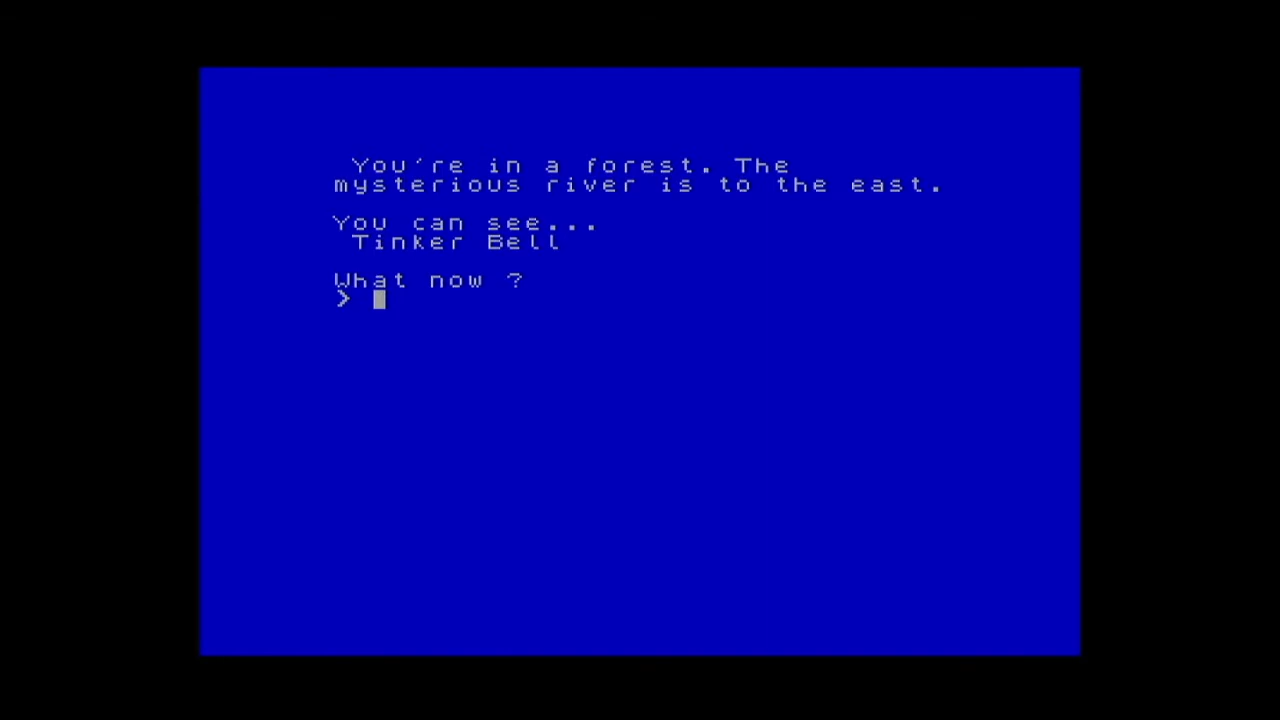 You're in a forest. The
mysterious river is to the east.
You can see...
Tinker Bell
What now ?
>